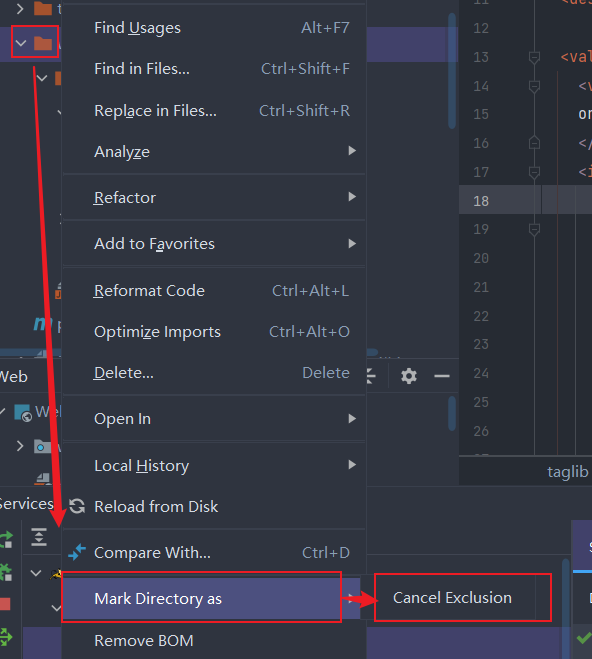 Find Usages Alt+F7
Find in Files... Ctrl+Shift+F
Replace in Files... Ctrl+Shift+R
Analyze
Refactor
Add to Favorites
Reformat Code Ctrl+Alt+L
Optimize Imports Ctrl+Alt+O
Delete... Delete
Open In
Local History
Reload from Disk
Compare With... Ctrl+D
Mark Directory as
Cancel Exclusion
Remove BOM
Web
Services
11
12
13 <val
14 <v
15 or
16 </
17 <i
18
19
20
21
22
23
24
25
26
taglib